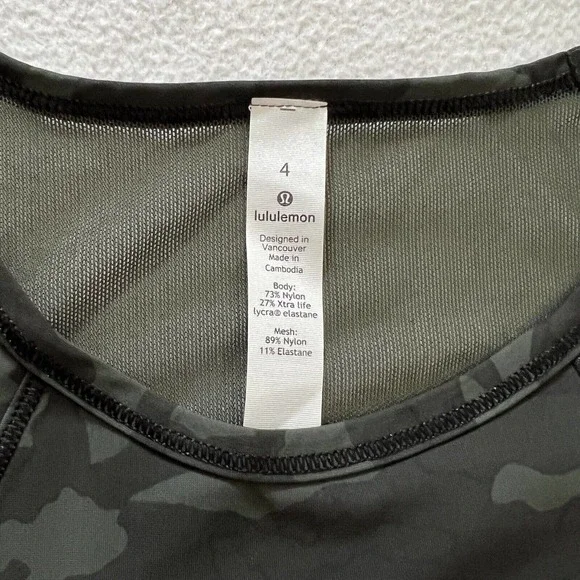 4
lululemon
Designed in
Vancouver
Made in
Cambodia
Body:
73% Nylon
27% Xtra life
lycra® elastane
Mesh:
89% Nylon
11% Elastane